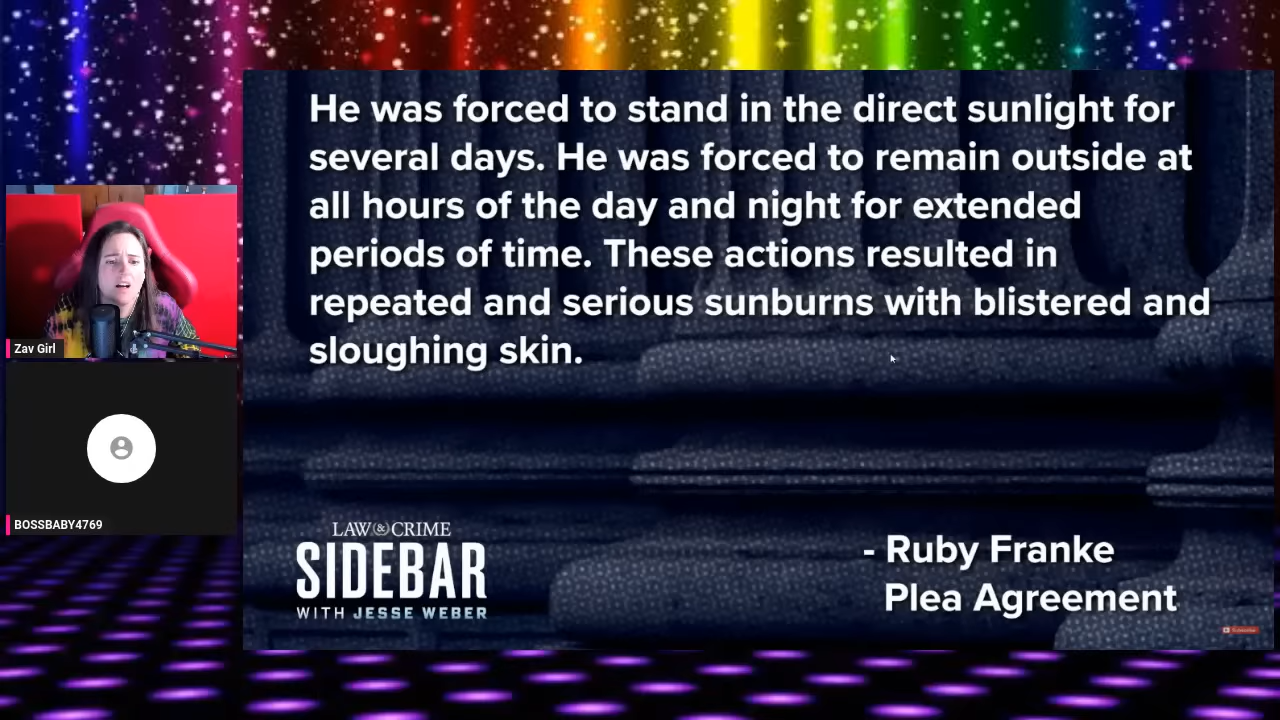 He was forced to stand in the direct sunlight for
several days. He was forced to remain outside at
all hours of the day and night for extended
periods of time. These actions resulted in
repeated and serious sunburns with blistered and
sloughing skin.
- Ruby Franke
Plea Agreement
LAW & CRIME
SIDEBAR
WITH JESSE WEBER
Zav Girl
BOSSBABY4769
Subscribe